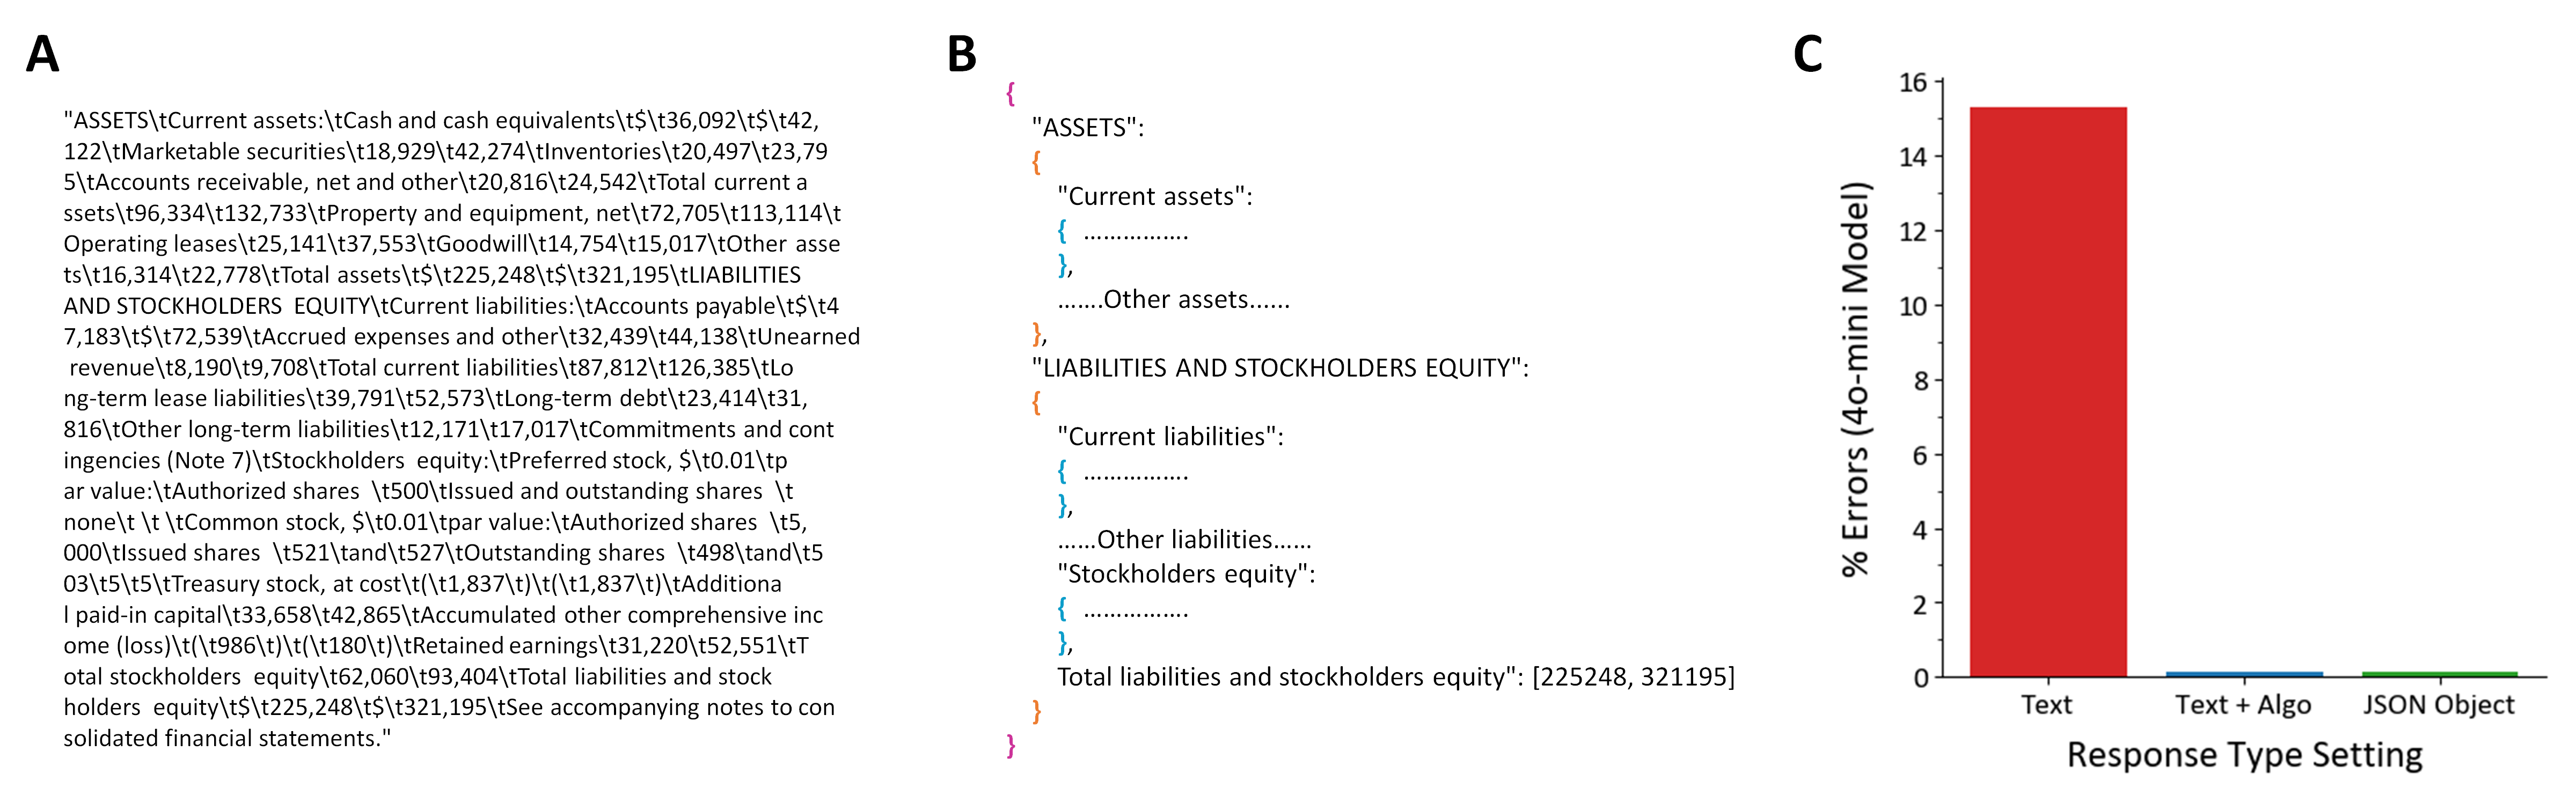 A
"ASSETS\tCurrent assets:\tCash and cash equivalents\t$\t36,092\t$\t42,
122\tMarketable securities\t18,929\t42,274\tInventories\t20,497\t23,79
5\tAccounts receivable, net and other\t20,816\t24,542\tTotal current a
ssets\t96,334\t132,733\tProperty and equipment, net\t72,705\t113,114\t
Operating leases\t25,141\t37,553\tGoodwill\t14,754\t15,017\tOther asse
ts\t16,314\t22,778\tTotal assets\t$\t225,248\t$\t321,195\tLIABILITIES
AND STOCKHOLDERS  EQUITY\tCurrent liabilities:\tAccounts payable\t$\t4
7,183\t$\t72,539\tAccrued expenses and other\t32,439\t44,138\tUnearned
 revenue\t8,190\t9,708\tTotal current liabilities\t87,812\t126,385\tLo
ng-term lease liabilities\t39,791\t52,573\tLong-term debt\t23,414\t31,
816\tOther long-term liabilities\t12,171\t17,017\tCommitments and cont
ingencies (Note 7)\tStockholders  equity:\tPreferred stock, $\t0.01\tp
ar value:\tAuthorized shares  \t500\tIssued and outstanding shares  \t
none\t \t \tCommon stock, $\t0.01\tpar value:\tAuthorized shares  \t5,
000\tIssued shares  \t521\tand\t527\tOutstanding shares  \t498\tand\t5
03\t5\t5\tTreasury stock, at cost\t(\t1,837\t)\t(\t1,837\t)\tAdditiona
l paid-in capital\t33,658\t42,865\tAccumulated other comprehensive inc
ome (loss)\t(\t986\t)\t(\t180\t)\tRetained earnings\t31,220\t52,551\tT
otal stockholders  equity\t62,060\t93,404\tTotal liabilities and stock
holders  equity\t$\t225,248\t$\t321,195\tSee accompanying notes to con
solidated financial statements."
B
{
"ASSETS":
{
"Current assets":
{ ................
},
.......Other assets......
},
"LIABILITIES AND STOCKHOLDERS EQUITY":
{
"Current liabilities":
{ ................
},
......Other liabilities......
"Stockholders equity":
{ ................
},
Total liabilities and stockholders equity": [225248, 321195]
}
}
C
% Errors (4o-mini Model)
16
14
12
10
8
6
4
2
0
Text
Text + Algo
JSON Object
Response Type Setting